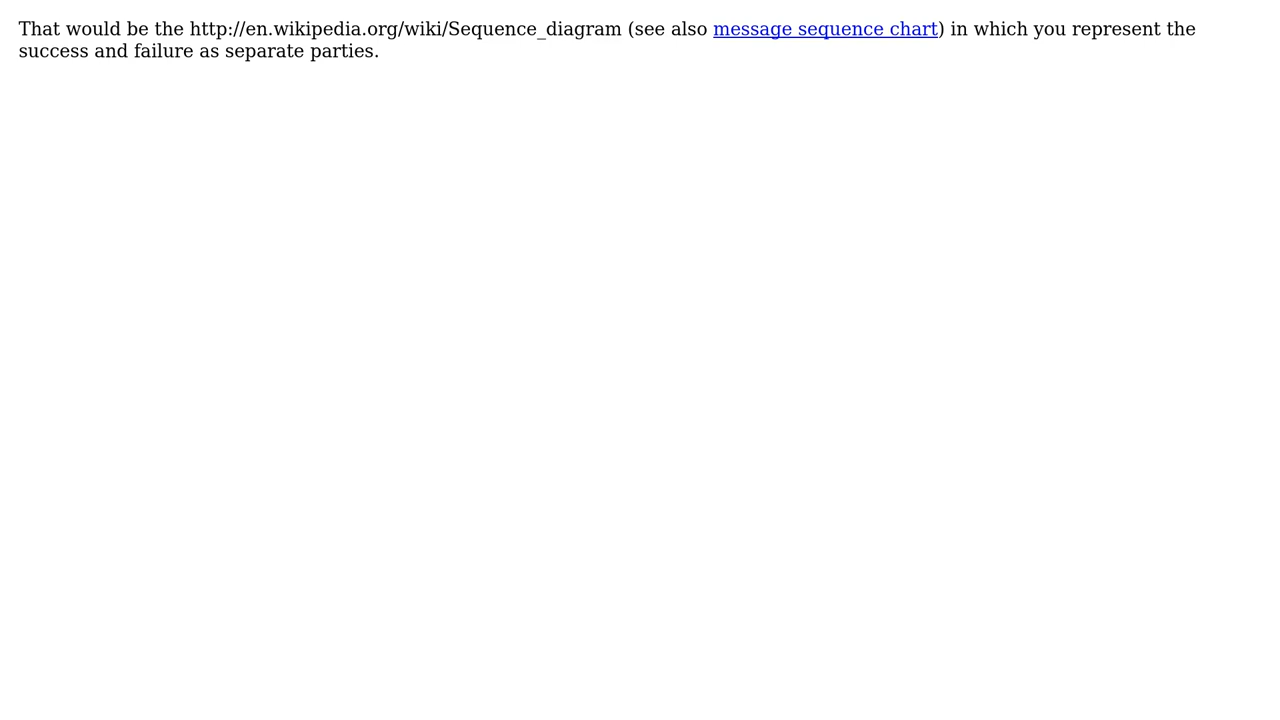 That would be the http://en.wikipedia.org/wiki/Sequence_diagram (see also message sequence chart) in which you represent the
success and failure as separate parties.